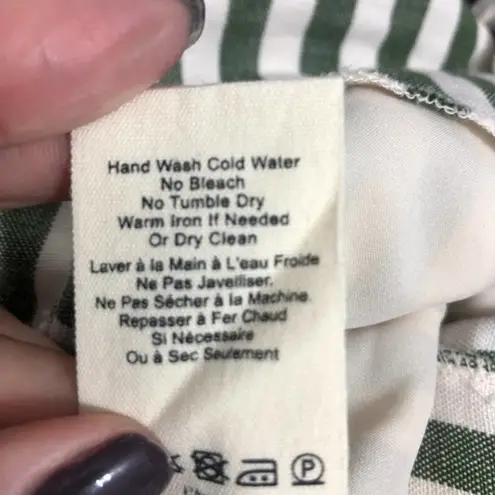 Hand Wash Cold Water
No Bleach
No Tumble Dry
Warm Iron If Needed
Or Dry Clean
Laver à la Main à L'eau Froide
Ne Pas Javelliser.
Ne Pas Sécher à la Machine
Repasser à Fer Chaud
Si Nécessaire
Ou à Sec Seulement
P